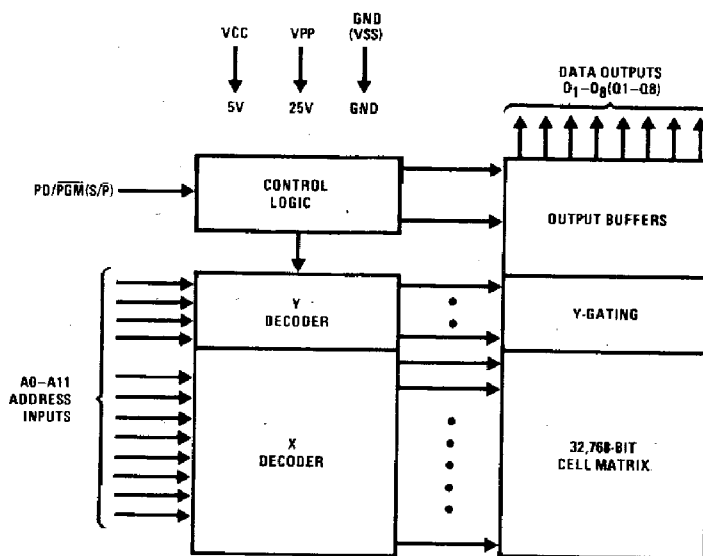 VCC
VPP
GND
(VSS)
5V
25V
GND
DATA OUTPUTS
O1–O8(Q1–Q8)
PD/PGM(S/P)
CONTROL
LOGIC
OUTPUT BUFFERS
Y
DECODER
Y-GATING
A0–A11
ADDRESS
INPUTS
X
DECODER
32,768-BIT
CELL MATRIX